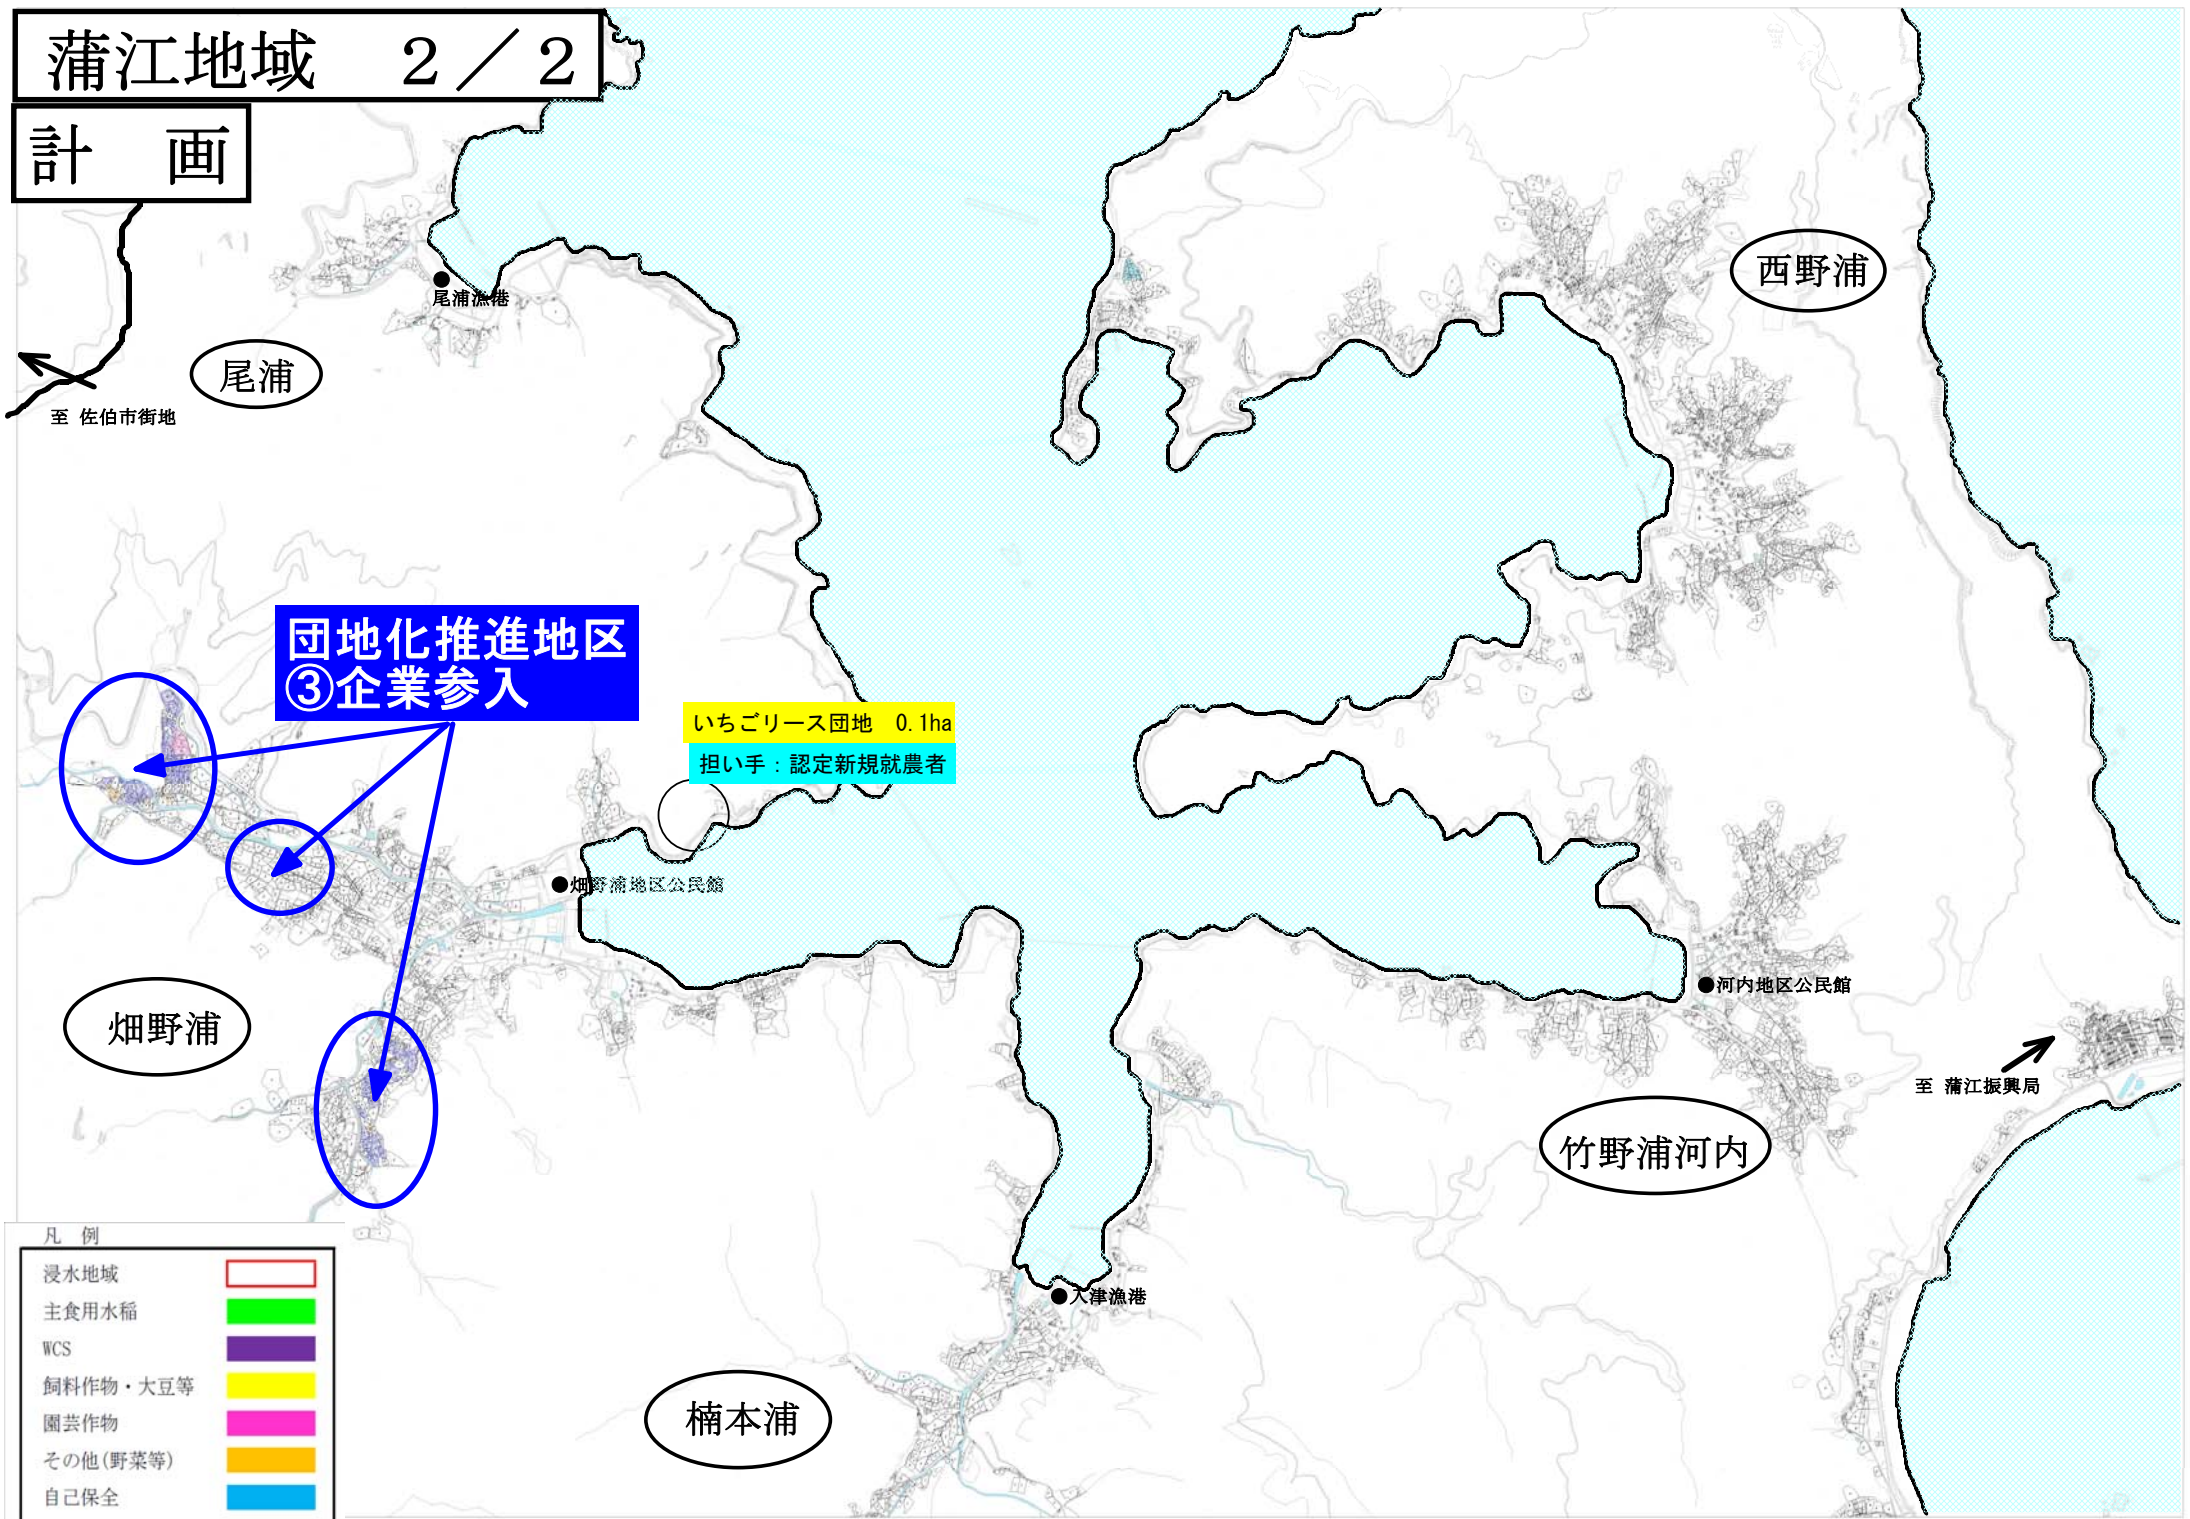 蒲江地域　２／２
計　画
西野浦
尾浦漁港
尾浦
至 佐伯市街地
団地化推進地区
③企業参入
いちごリース団地　0.1ha
担い手：認定新規就農者
畑野浦地区公民館
河内地区公民館
畑野浦
至 蒲江振興局
竹野浦河内
入津漁港
楠本浦
凡　例
浸水地域
主食用水稲
WCS
飼料作物・大豆等
園芸作物
その他(野菜等)
自己保全